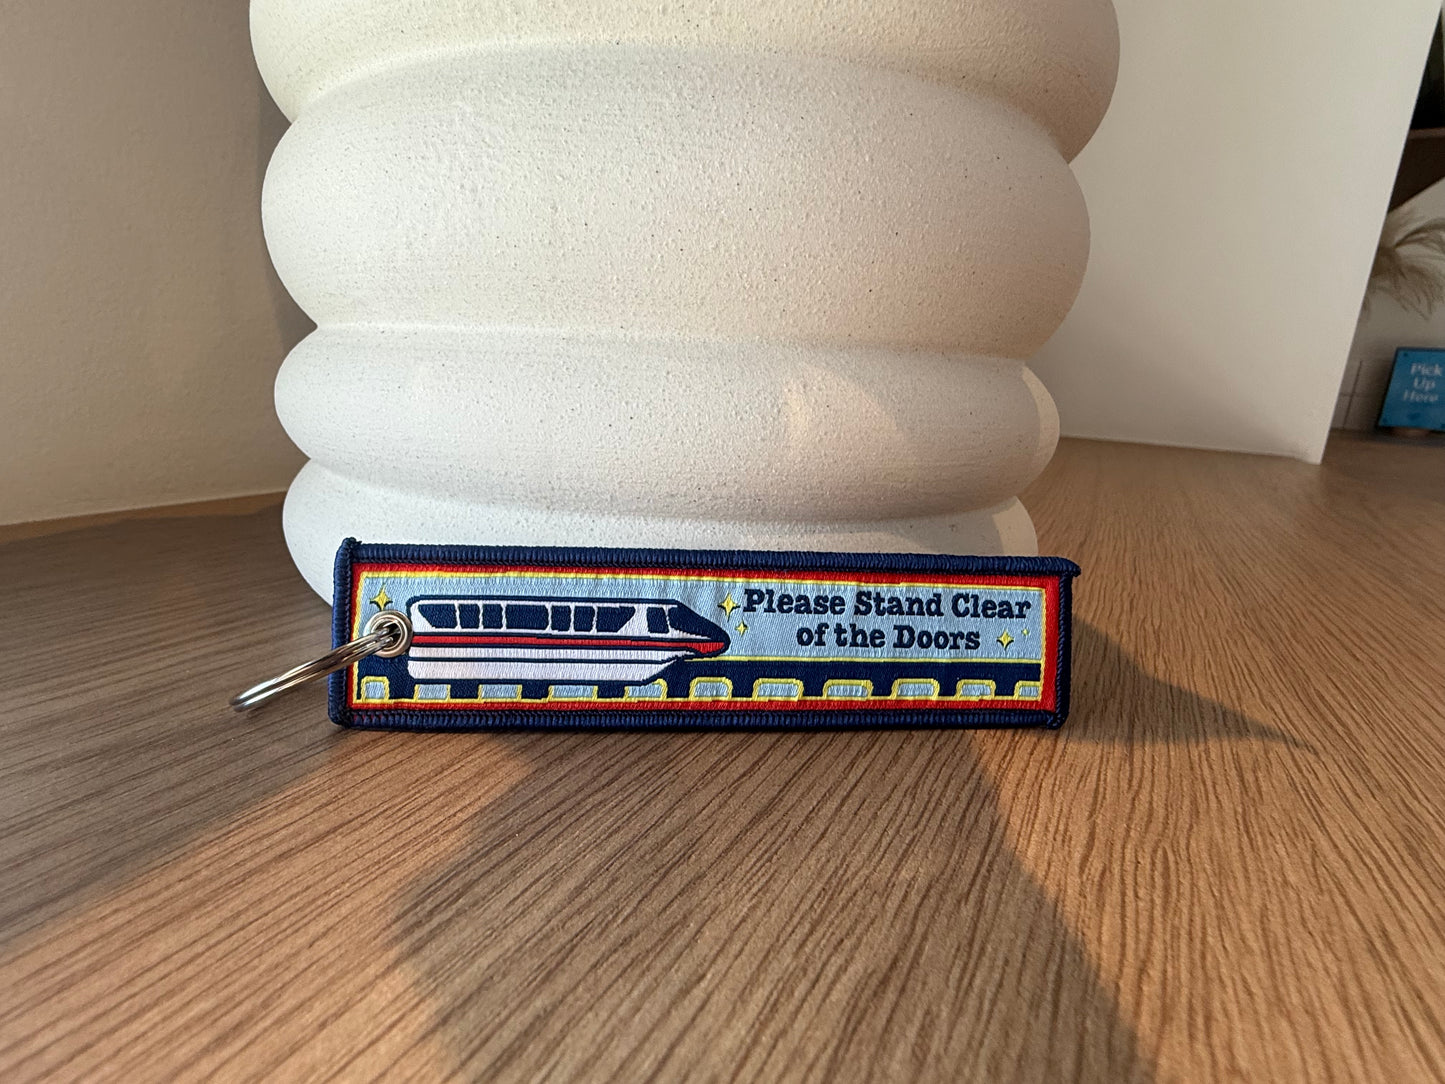 Please Stand Clear
of the Doors
Pick
Up
Here